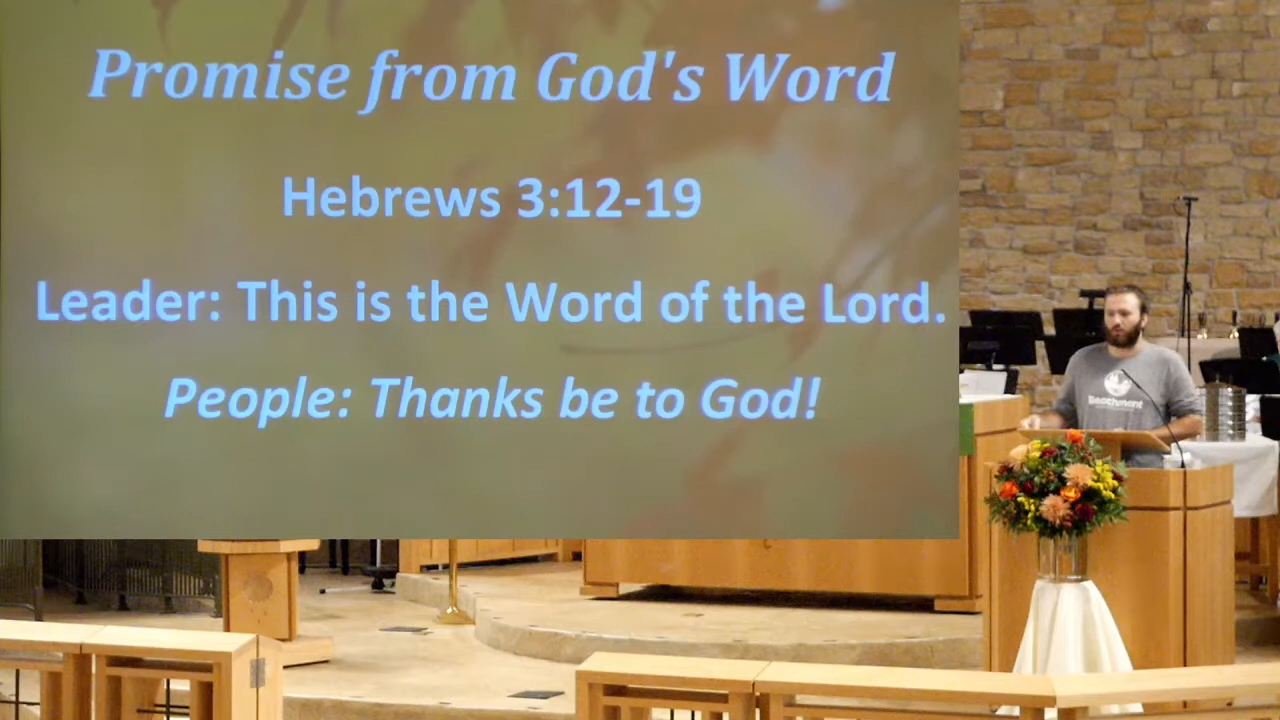 Promise from God's Word
Hebrews 3:12-19
Leader: This is the Word of the Lord.
People: Thanks be to God!
Beachmont